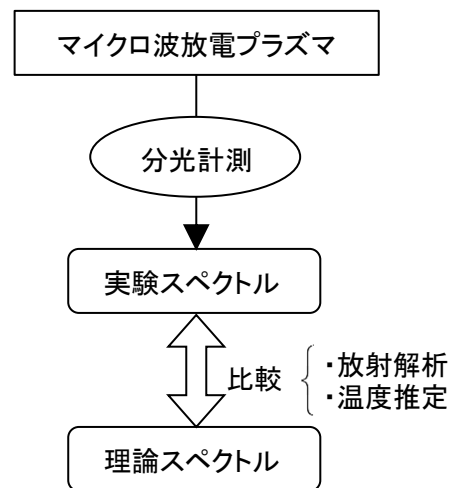 マイクロ波放電プラズマ
分光計測
実験スペクトル
比較
・放射解析
・温度推定
理論スペクトル